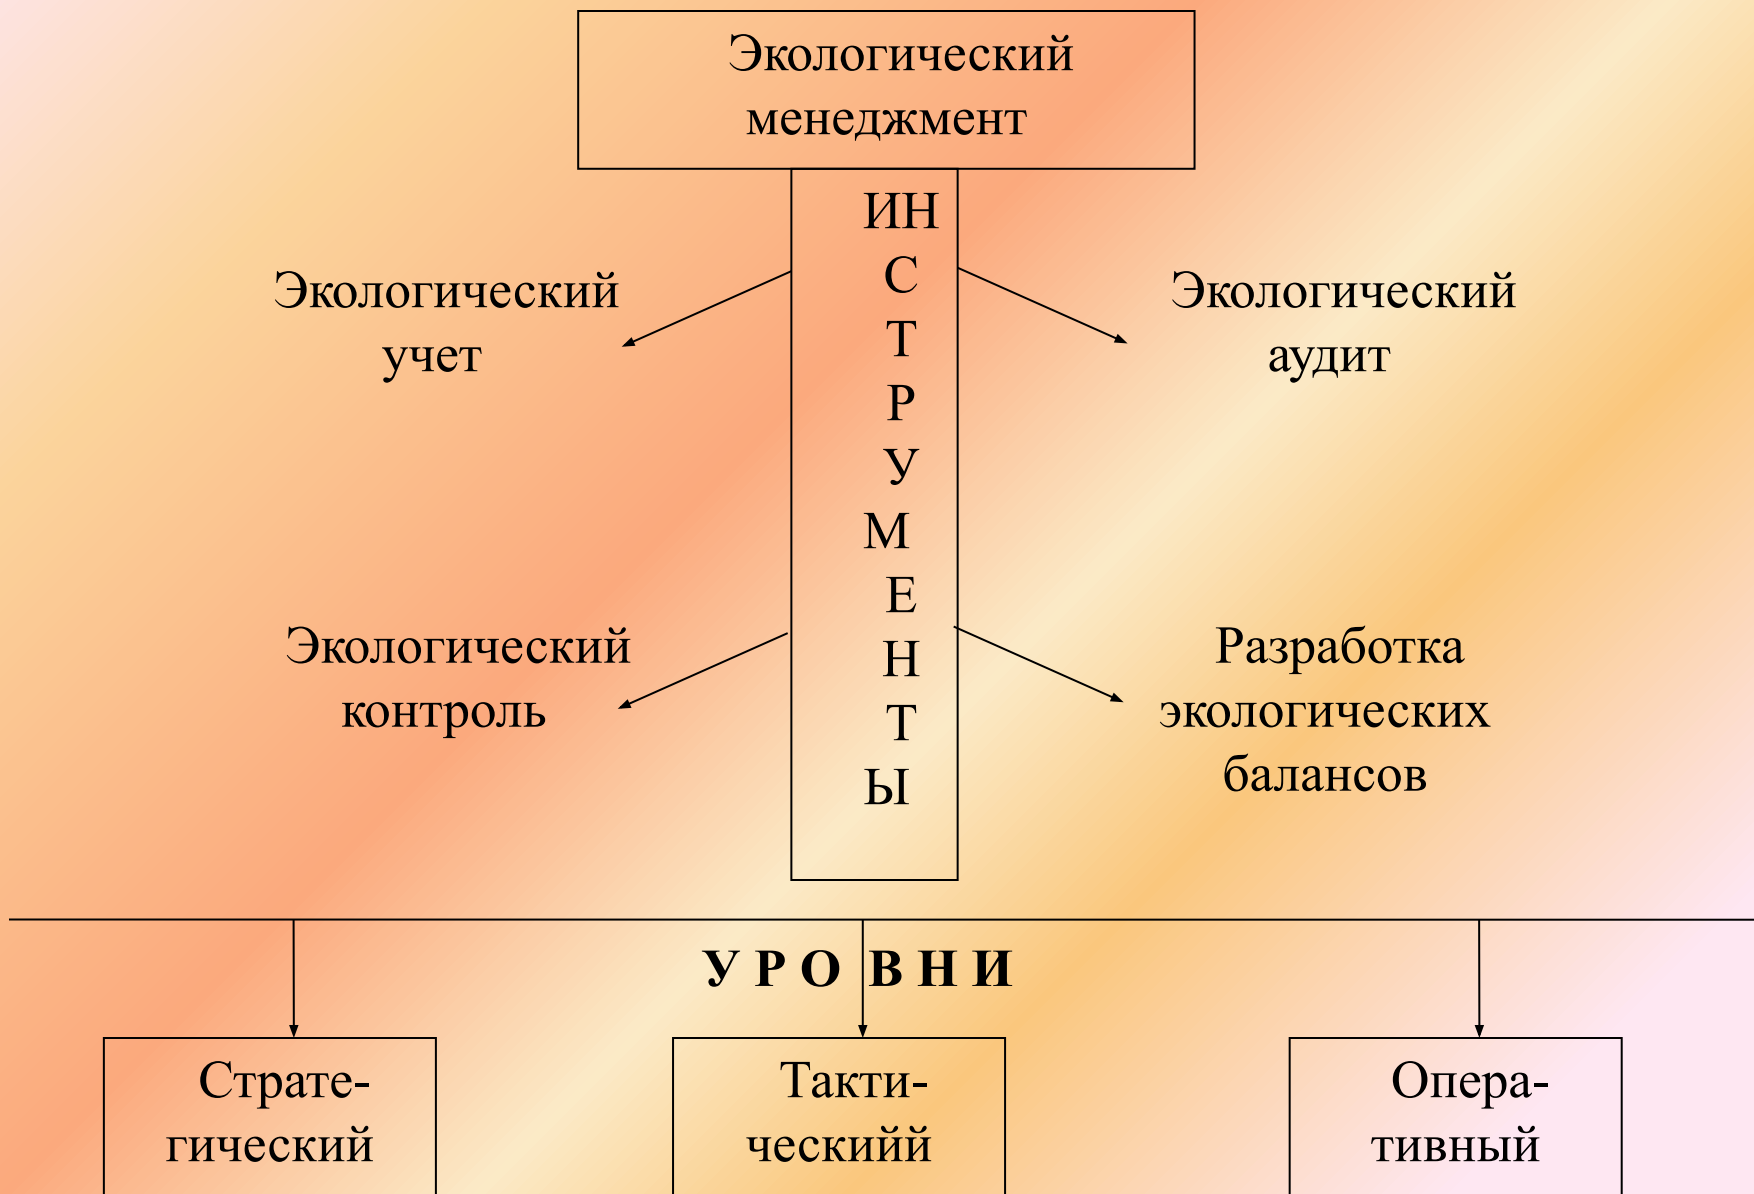 Экологический
менеджмент
ИН
С
Т
Р
У
М
Е
Н
Т
Ы
Экологический
учет
Экологический
аудит
Экологический
контроль
Разработка
экологических
балансов
У Р О В Н И
Страте-
гический
Такти-
ческийй
Опера-
тивный